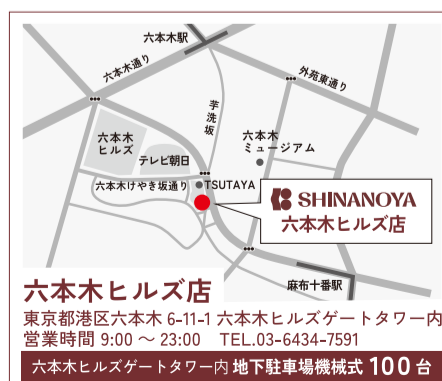 六本木駅
六本木通り
外苑東通り
芋洗坂
六本木
ヒルズ
六本木
ミュージアム
テレビ朝日
六本木けやき坂通り
TSUTAYA
SHINANOYA
六本木ヒルズ店
麻布十番駅
六本木ヒルズ店
東京都港区六本木 6-11-1 六本木ヒルズゲートタワー内
営業時間 9:00 〜 23:00 TEL.03-6434-7591
六本木ヒルズゲートタワー内 地下駐車場機械式 100 台